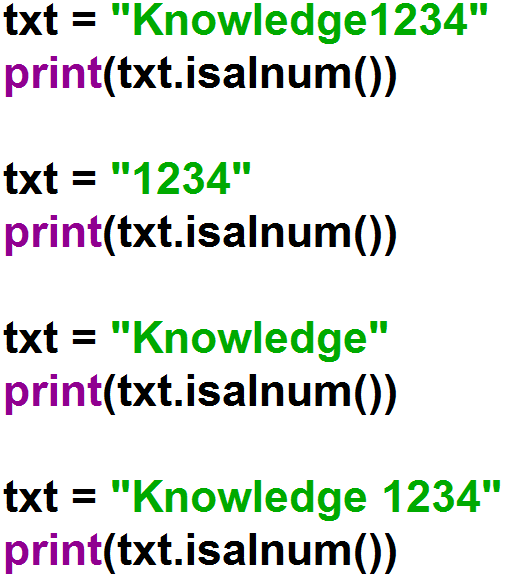 txt = "Knowledge1234"
print(txt.isalnum())
txt = "1234"
print(txt.isalnum())
txt = "Knowledge"
print(txt.isalnum())
txt = "Knowledge 1234"
print(txt.isalnum())